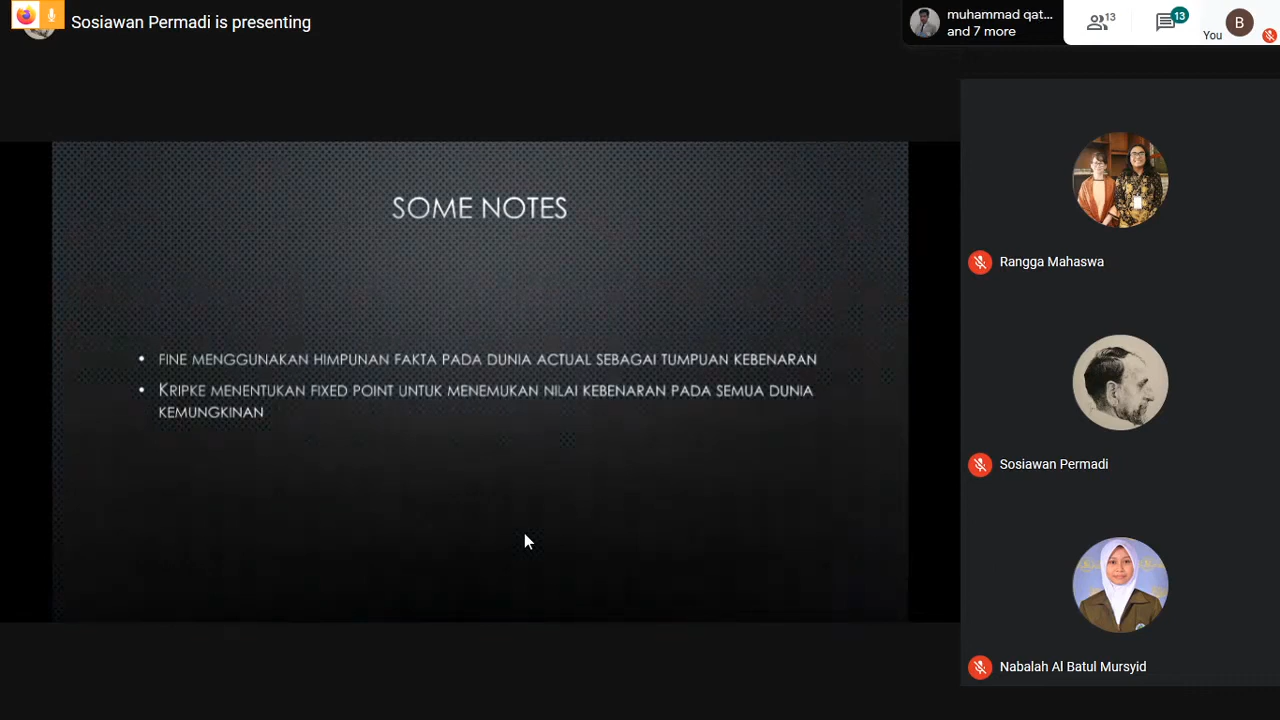 Sosiawan Permadi is presenting
muhammad qat...
and 7 more
13
13
You
B
SOME NOTES
• FINE MENGGUNAKAN HIMPUNAN FAKTA PADA DUNIA ACTUAL SEBAGAI TUMPUAN KEBENARAN
• KRIPKE MENENTUKAN FIXED POINT UNTUK MENEMUKAN NILAI KEBENARAN PADA SEMUA DUNIA
KEMUNGKINAN
Rangga Mahaswa
Sosiawan Permadi
Nabalah Al Batul Mursyid